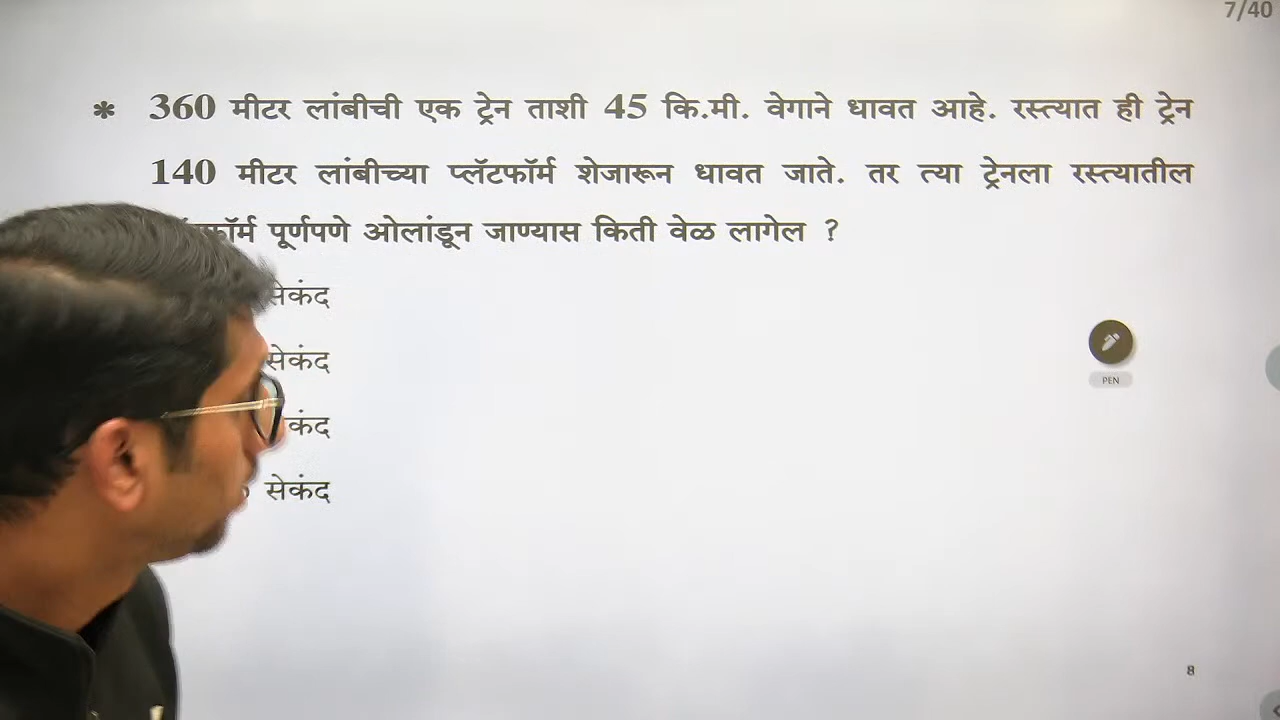 7/40
* 360 मीटर लांबीची एक ट्रेन ताशी 45 कि.मी. वेगाने धावत आहे. रस्त्यात ही ट्रेन
140 मीटर लांबीच्या प्लॅटफॉर्म शेजारून धावत जाते. तर त्या ट्रेनला रस्त्यातील
पूर्णपणे ओलांडून जाण्यास किती वेळ लागेल ?
सेकंद
सेकंद
सेकंद
PEN
8